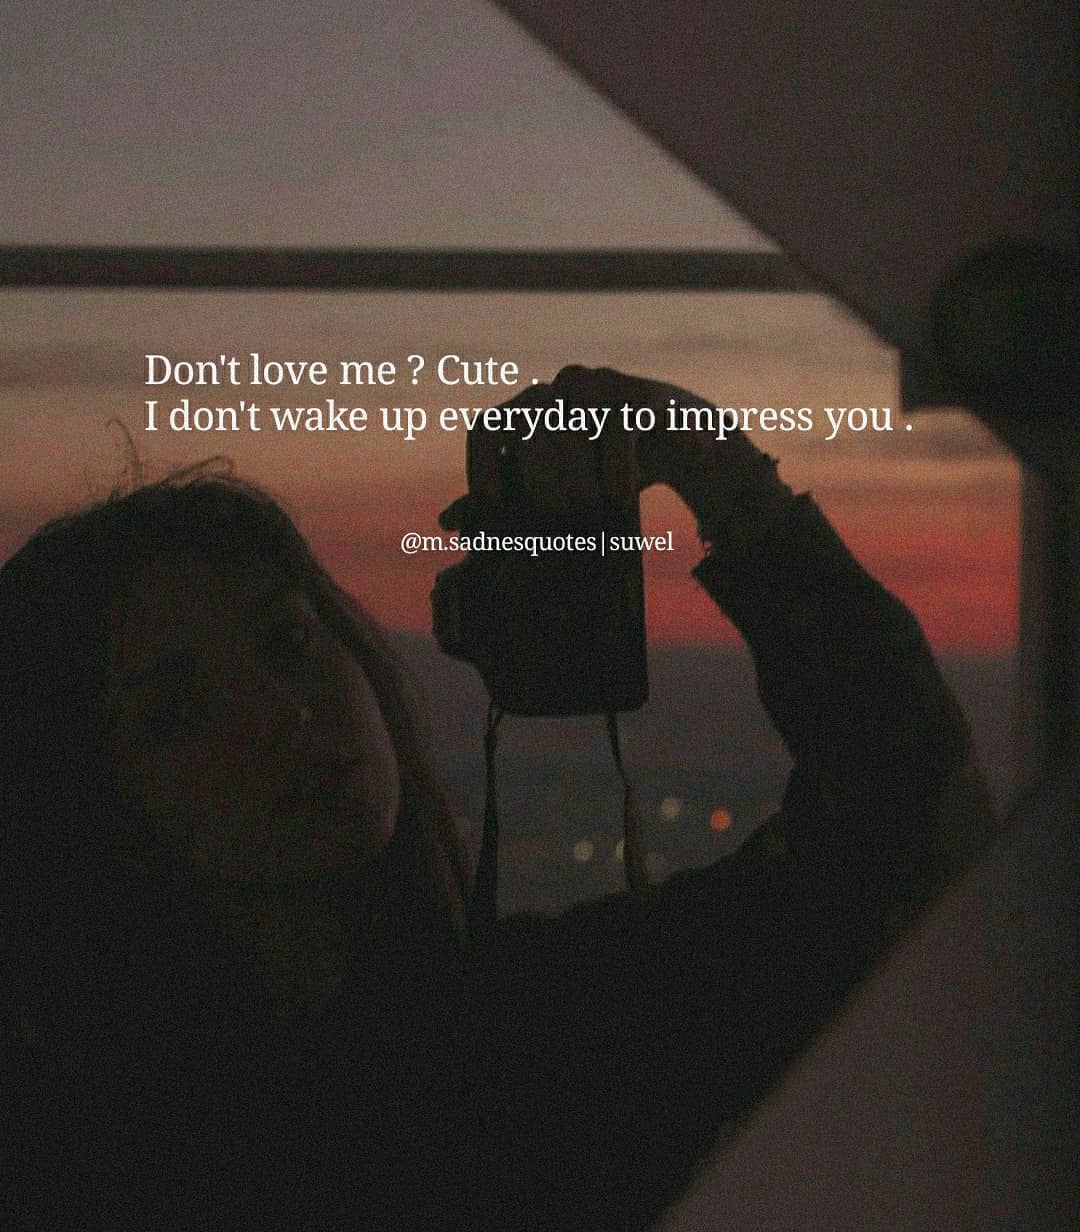 Don't love me ? Cute .
I don't wake up everyday to impress you .
@m.sadnesquotes|suwel